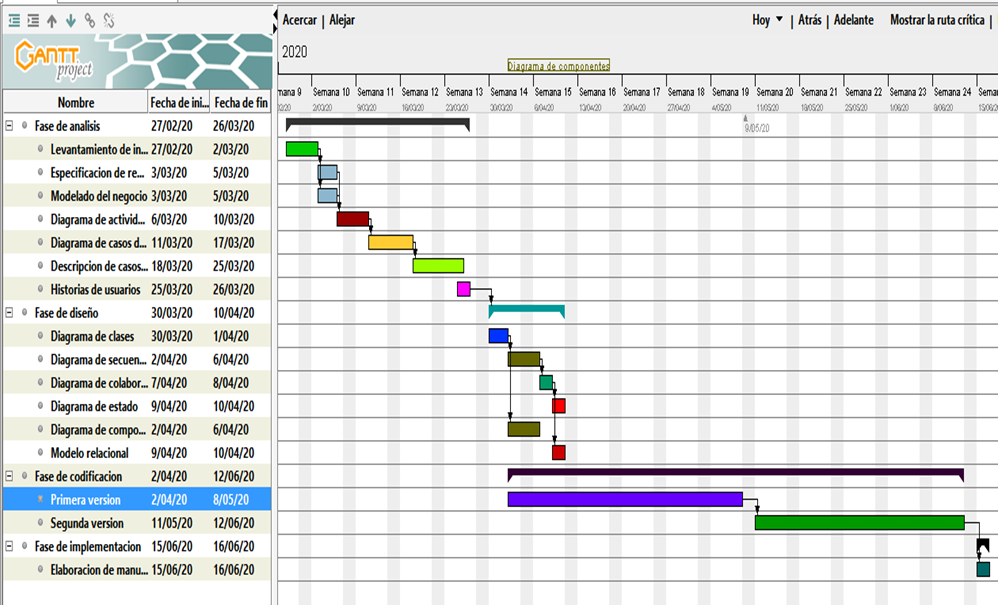 Acercar | Alejar
Hoy | Atrás | Adelante Mostrar la ruta crítica |
GANTT
project
2020
Diagrama de componentes
Nombre Fecha de ini... Fecha de fin
mana 9 Semana 10 Semana 11 Semana 12 Semana 13 Semana 14 Semana 15 Semana 16 Semana 17 Semana 18 Semana 19 Semana 20 Semana 21 Semana 22 Semana 23 Semana 24
2/03/20 9/03/20 16/03/20 23/03/20 30/03/20 6/04/20 13/04/20 20/04/20 27/04/20 4/05/20 11/05/20 18/05/20 25/05/20 1/06/20 8/06/20
9/05/20
Fase de analisis 27/02/20 26/03/20
Levantamiento de in... 27/02/20 2/03/20
Especificacion de re... 3/03/20 5/03/20
Modelado del negocio 3/03/20 5/03/20
Diagrama de activid... 6/03/20 10/03/20
Diagrama de casos d... 11/03/20 17/03/20
Descripcion de casos... 18/03/20 25/03/20
Historias de usuarios 25/03/20 26/03/20
Fase de diseño 30/03/20 10/04/20
Diagrama de clases 30/03/20 1/04/20
Diagrama de secuen... 2/04/20 6/04/20
Diagrama de colabor... 7/04/20 8/04/20
Diagrama de estado 9/04/20 10/04/20
Diagrama de compo... 2/04/20 6/04/20
Modelo relacional 9/04/20 10/04/20
Fase de codificacion 2/04/20 12/06/20
Primera version 2/04/20 8/05/20
Segunda version 11/05/20 12/06/20
Fase de implementacion 15/06/20 16/06/20
Elaboracion de manu... 15/06/20 16/06/20